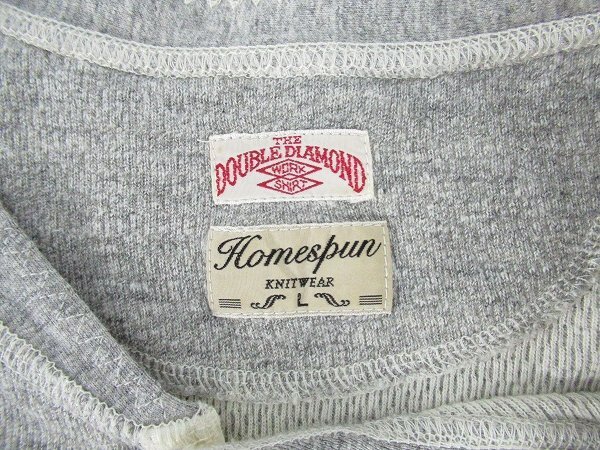 THE
DOUBLE DIAMOND
WORK
SHIRT
Homespun
KNITWEAR
L